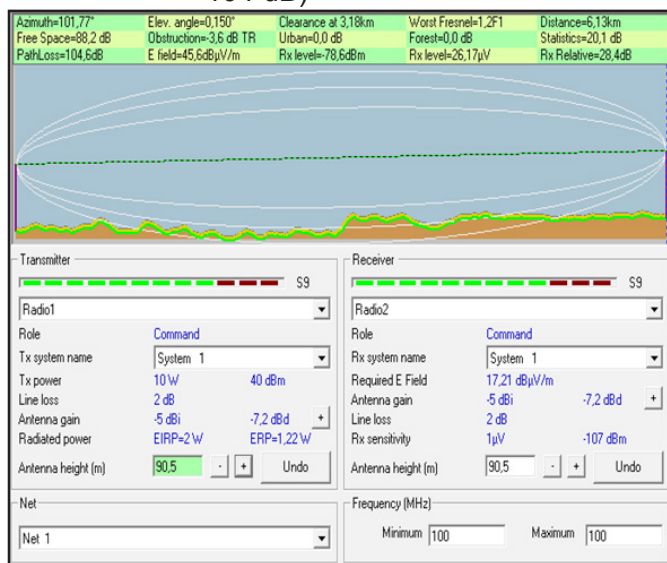 Azimuth=101,77° Elev. angle=0,150° Clearance at 3,18km Worst Fresnel=1,2F1 Distance=6,13km
Free Space=88,2 dB Obstruction=-3,6 dB TR Urban=0,0 dB Forest=0,0 dB Statistics=20,1 dB
PathLoss=104,6dB E field=45,6dBµV/m Rx level=-78,6dBm Rx level=26,17µV Rx Relative=28,4dB
Transmitter
S9
Radio1
Role Command
Tx system name System 1
Tx power 10 W 40 dBm
Line loss 2 dB
Antenna gain -5 dBi -7,2 dBd +
Radiated power EIRP=2 W ERP=1,22 W
Antenna height (m) 90,5 - + Undo
Receiver
S9
Radio2
Role Command
Rx system name System 1
Required E Field 17,21 dBµV/m
Antenna gain -5 dBi -7,2 dBd +
Line loss 2 dB
Rx sensitivity 1µV -107 dBm
Antenna height (m) 90,5 - + Undo
Net
Net 1
Frequency (MHz)
Minimum 100 Maximum 100